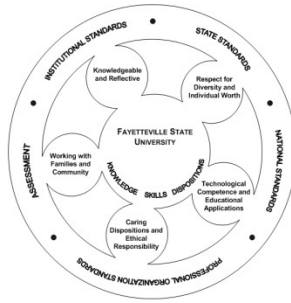 INSTITUTIONAL STANDARDS
STATE STANDARDS
Knowledgeable
and Reflective
Respect for
Diversity and
Individual Worth
FAYETTEVILLE STATE
UNIVERSITY
ASSESSMENT
Working with
Families and
Community
KNOWLEDGE SKILLS DISPOSITIONS
NATIONAL STANDARDS
Technological
Competence and
Educational
Applications
Caring
Dispositions and
Ethical
Responsibility
PROFESSIONAL ORGANIZATION STANDARDS